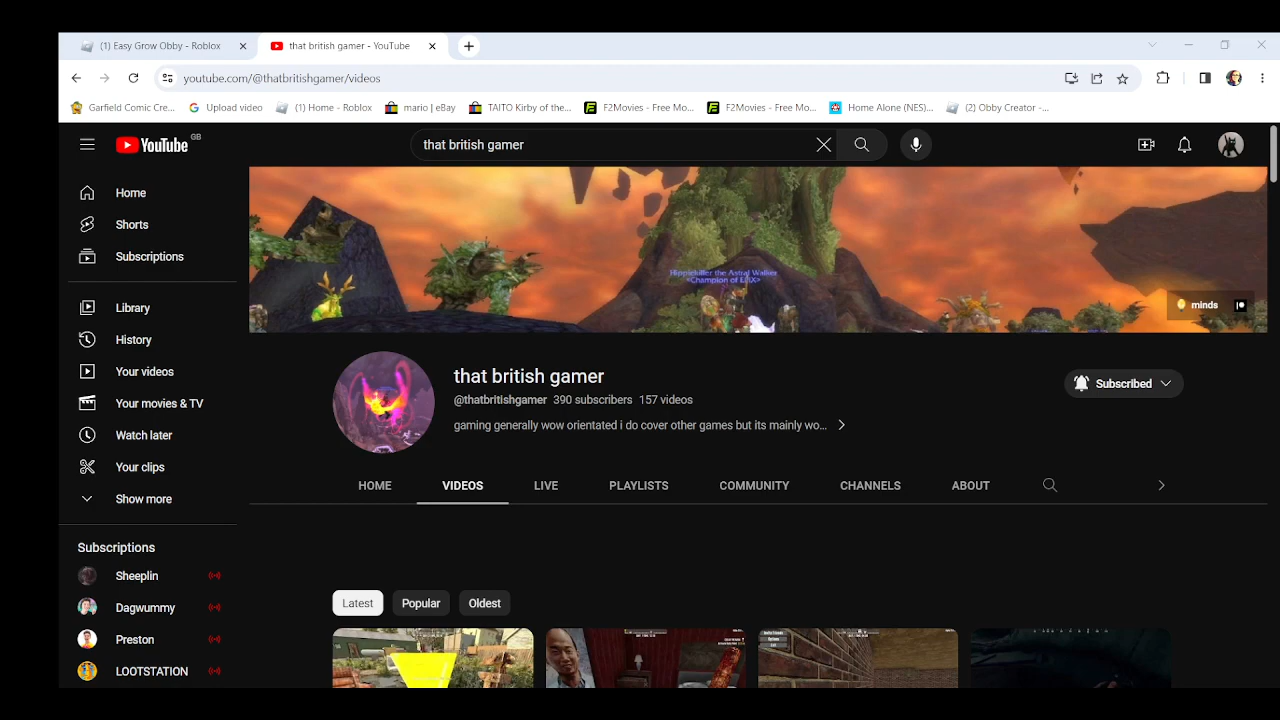 (1) Easy Grow Obby - Roblox
that british gamer - YouTube
youtube.com/@thatbritishgamer/videos
Garfield Comic Cre...
Upload video
(1) Home - Roblox
mario | eBay
TAITO Kirby of the...
F2Movies - Free Mo...
F2Movies - Free Mo...
Home Alone (NES)...
(2) Obby Creator -...
YouTube GB
that british gamer
Home
Shorts
Subscriptions
Library
History
Your videos
Your movies & TV
Watch later
Your clips
Show more
Subscriptions
Sheeplin
Dagwummy
Preston
LOOTSTATION
Hippiekiller the Astral Walker
minds
that british gamer
@thatbritishgamer 390 subscribers 157 videos
gaming generally wow orientated i do cover other games but its mainly wo...
Subscribed
HOME VIDEOS LIVE PLAYLISTS COMMUNITY CHANNELS ABOUT
Latest Popular Oldest